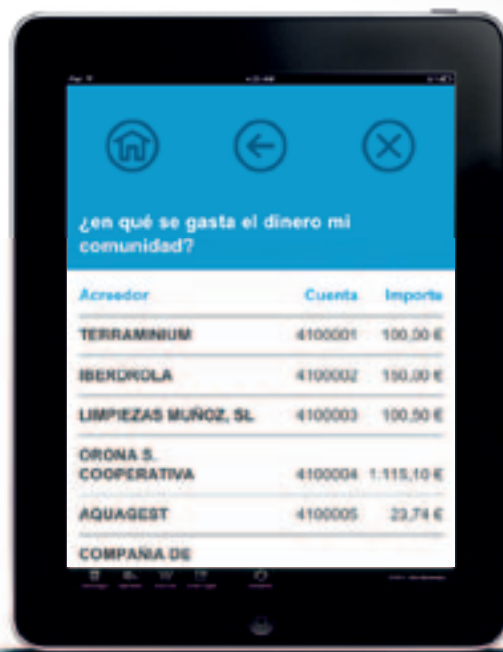 iPad
¿en qué se gasta el dinero mi
comunidad?
Acreedor Cuenta Importe
TERRAMINIUM 4100001 100,00 €
IBERDROLA 4100002 150,00 €
LIMPIEZAS MUÑOZ, SL 4100003 100,50 €
ORONA S.
COOPERATIVA 4100004 1.115,10 €
AQUAGEST 4100005 23,74 €
COMPAÑIA DE